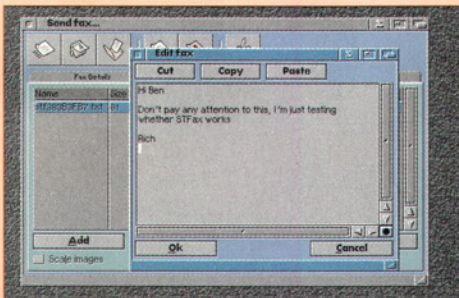 Send fax...
Edit fax
Cut Copy Paste
Fax Details
Name Size
Hi Ben
Don't pay any attention to this, I'm just testing
whether STFax works
Rich
Add
Ok Cancel
Scale images